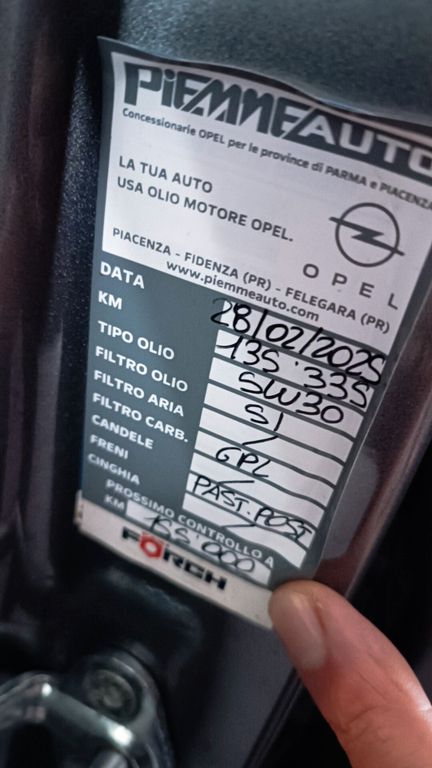 PIEMMEAUTO
Concessionarie OPEL per le province di PARMA e PIACENZA
LA TUA AUTO
USA OLIO MOTORE OPEL.
OPEL
PIACENZA - FIDENZA (PR) - FELEGARA (PR)
www.piemmeauto.com
DATA 28/02/2025
KM 135.335
TIPO OLIO 5W30
FILTRO OLIO SI
FILTRO ARIA /
FILTRO CARB. GPL
CANDELE /
FRENI PAST. POST
CINGHIA /
PROSSIMO CONTROLLO A
KM 155 000
FÖRCH